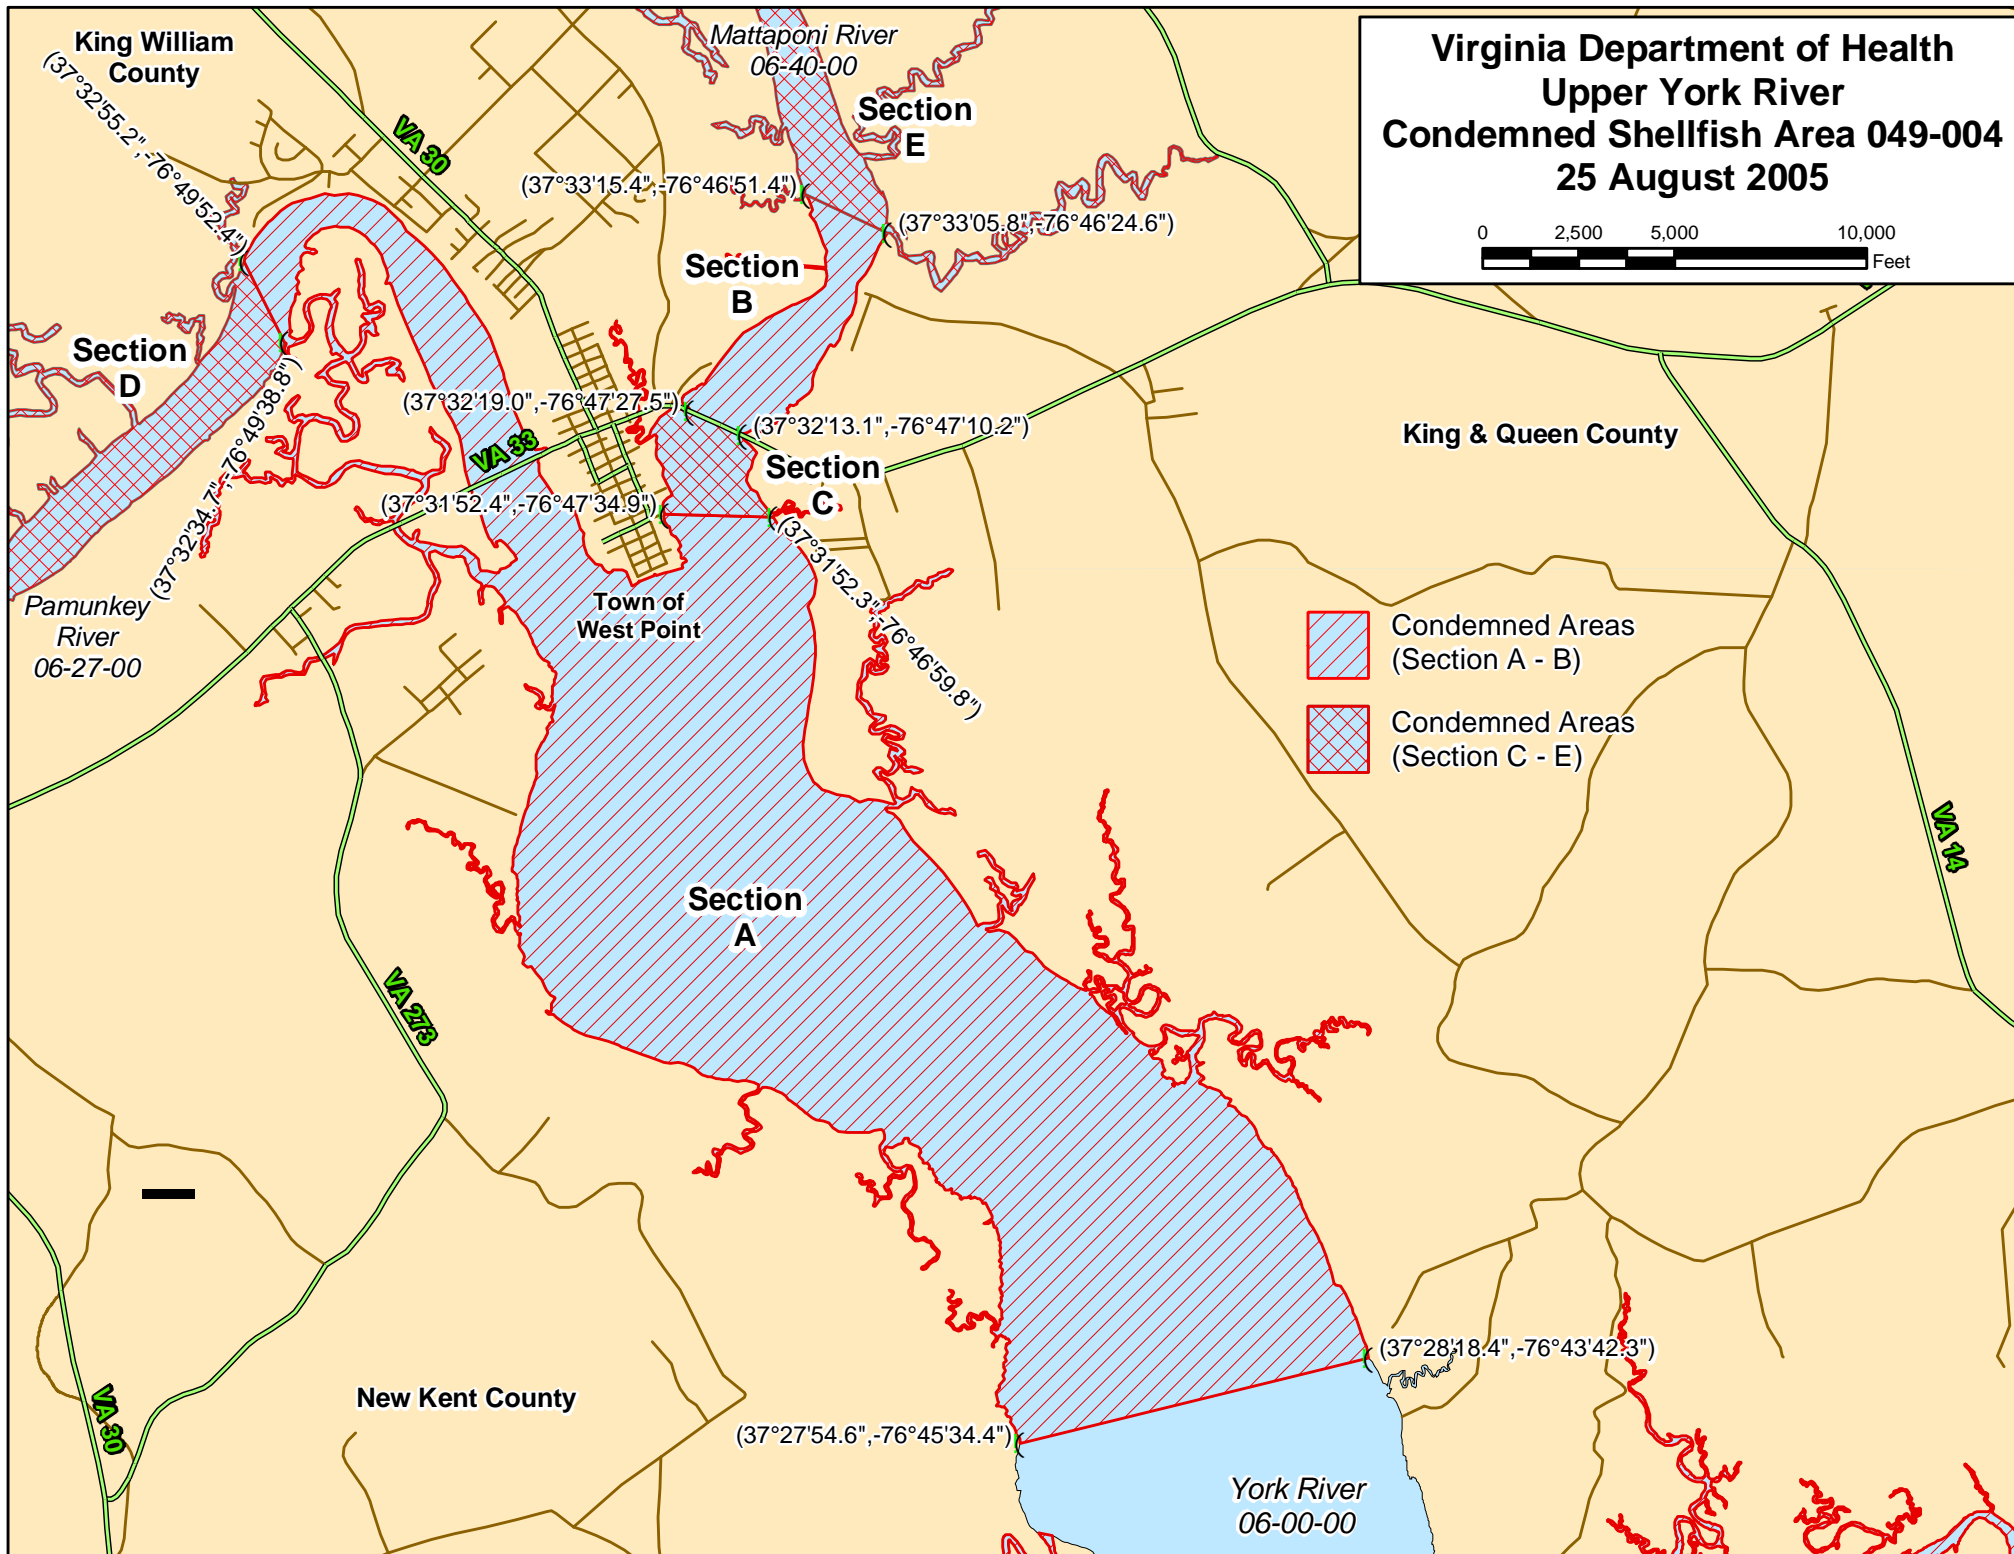 Virginia Department of Health
Upper York River
Condemned Shellfish Area 049-004
25 August 2005
0 2,500 5,000 10,000
Feet
King William
County
(37°32'55.2",-76°49'52.4")
Mattaponi River
06-40-00
Section
E
VA 30
(37°33'15.4",-76°46'51.4")
(37°33'05.8",-76°46'24.6")
Section
B
Section
D
(37°32'34.7",-76°49'38.8")
(37°32'19.0",-76°47'27.5")
(37°32'13.1",-76°47'10.2")
VA 33
King & Queen County
Section
C
(37°31'52.4",-76°47'34.9")
(37°31'52.3",-76°46'59.8")
Pamunkey
River
06-27-00
Town of
West Point
Condemned Areas
(Section A - B)
Condemned Areas
(Section C - E)
VA 14
Section
A
VA 273
(37°28'18.4",-76°43'42.3")
New Kent County
VA 30
(37°27'54.6",-76°45'34.4")
York River
06-00-00